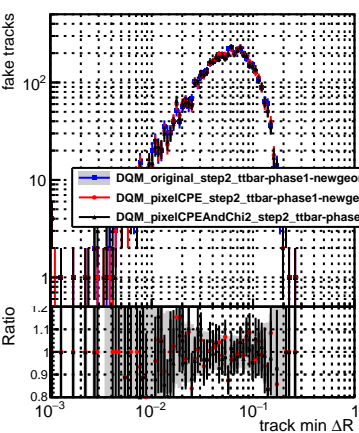 fake tracks
10²
10
1
DQM_original_step2_ttbar-phase1-newgeo
DQM_pixelCPE_step2_ttbar-phase1-newge
DQM_pixelCPEAndChi2_step2_ttbar-phase
Ratio
1.2
1.1
1
0.9
0.8
10⁻³ 10⁻² 10⁻¹ 1
track min ΔR